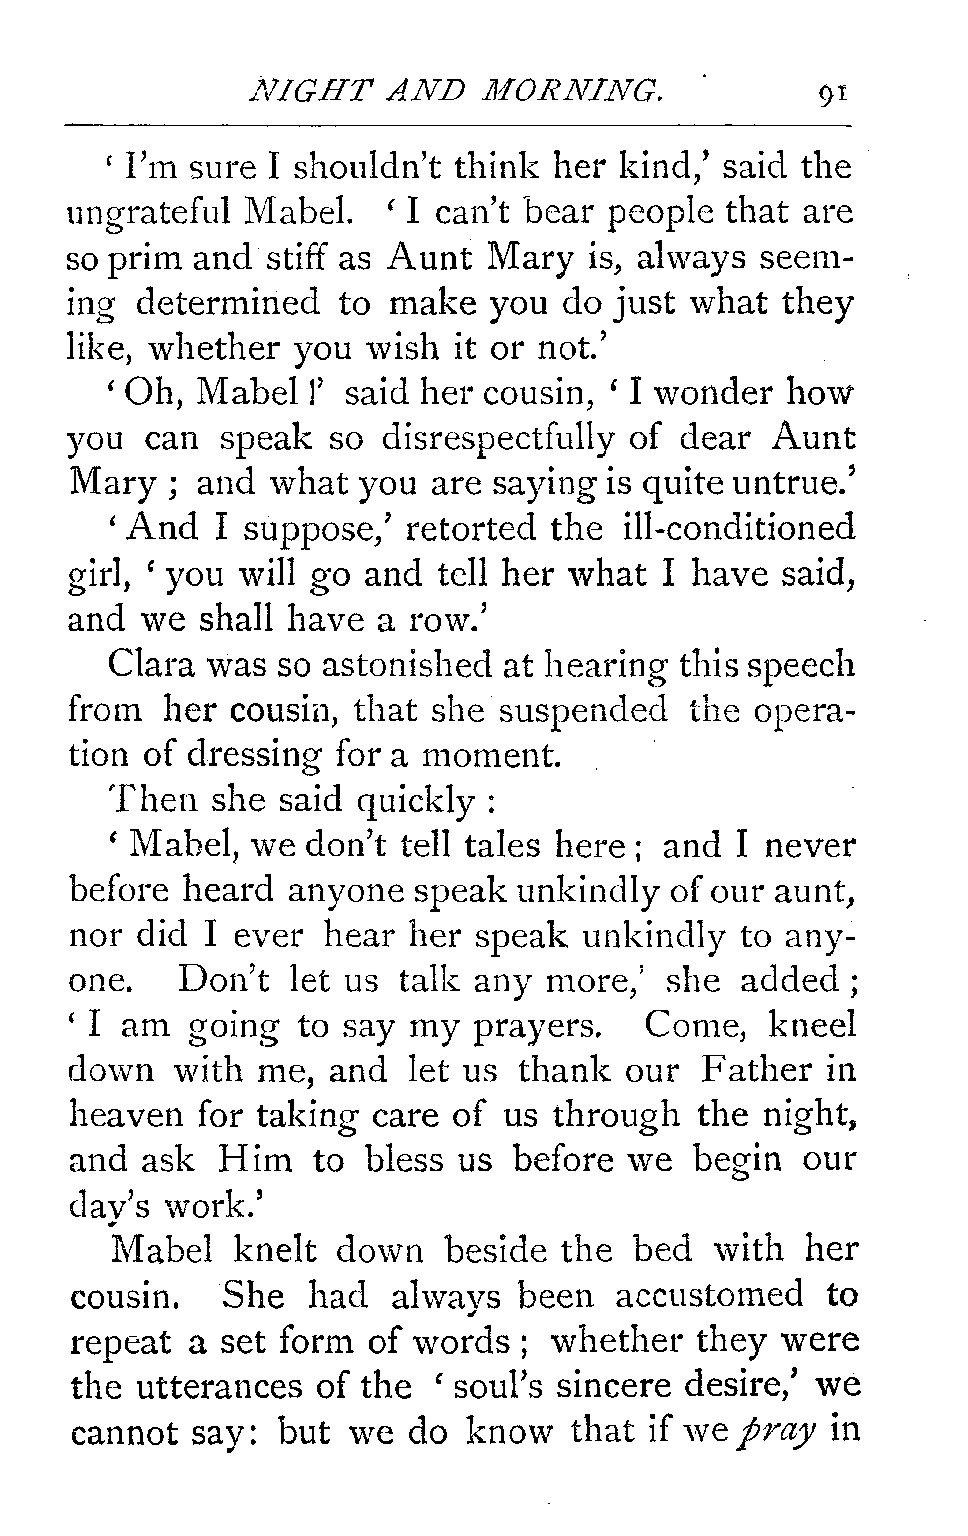 NIGHT AND MORNING. 91
‘ I’m sure I shouldn’t think her kind,’ said the
ungrateful Mabel. ‘ I can’t bear people that are
so prim and stiff as Aunt Mary is, always seem-
ing determined to make you do just what they
like, whether you wish it or not.’
‘ Oh, Mabel !’ said her cousin, ‘ I wonder how
you can speak so disrespectfully of dear Aunt
Mary ; and what you are saying is quite untrue.’
‘ And I suppose,’ retorted the ill-conditioned
girl, ‘ you will go and tell her what I have said,
and we shall have a row.’
Clara was so astonished at hearing this speech
from her cousin, that she suspended the opera-
tion of dressing for a moment.
Then she said quickly :
‘ Mabel, we don’t tell tales here ; and I never
before heard anyone speak unkindly of our aunt,
nor did I ever hear her speak unkindly to any-
one. Don’t let us talk any more,’ she added ;
‘ I am going to say my prayers. Come, kneel
down with me, and let us thank our Father in
heaven for taking care of us through the night,
and ask Him to bless us before we begin our
day’s work.’
Mabel knelt down beside the bed with her
cousin. She had always been accustomed to
repeat a set form of words ; whether they were
the utterances of the ‘ soul’s sincere desire,’ we
cannot say: but we do know that if we pray in